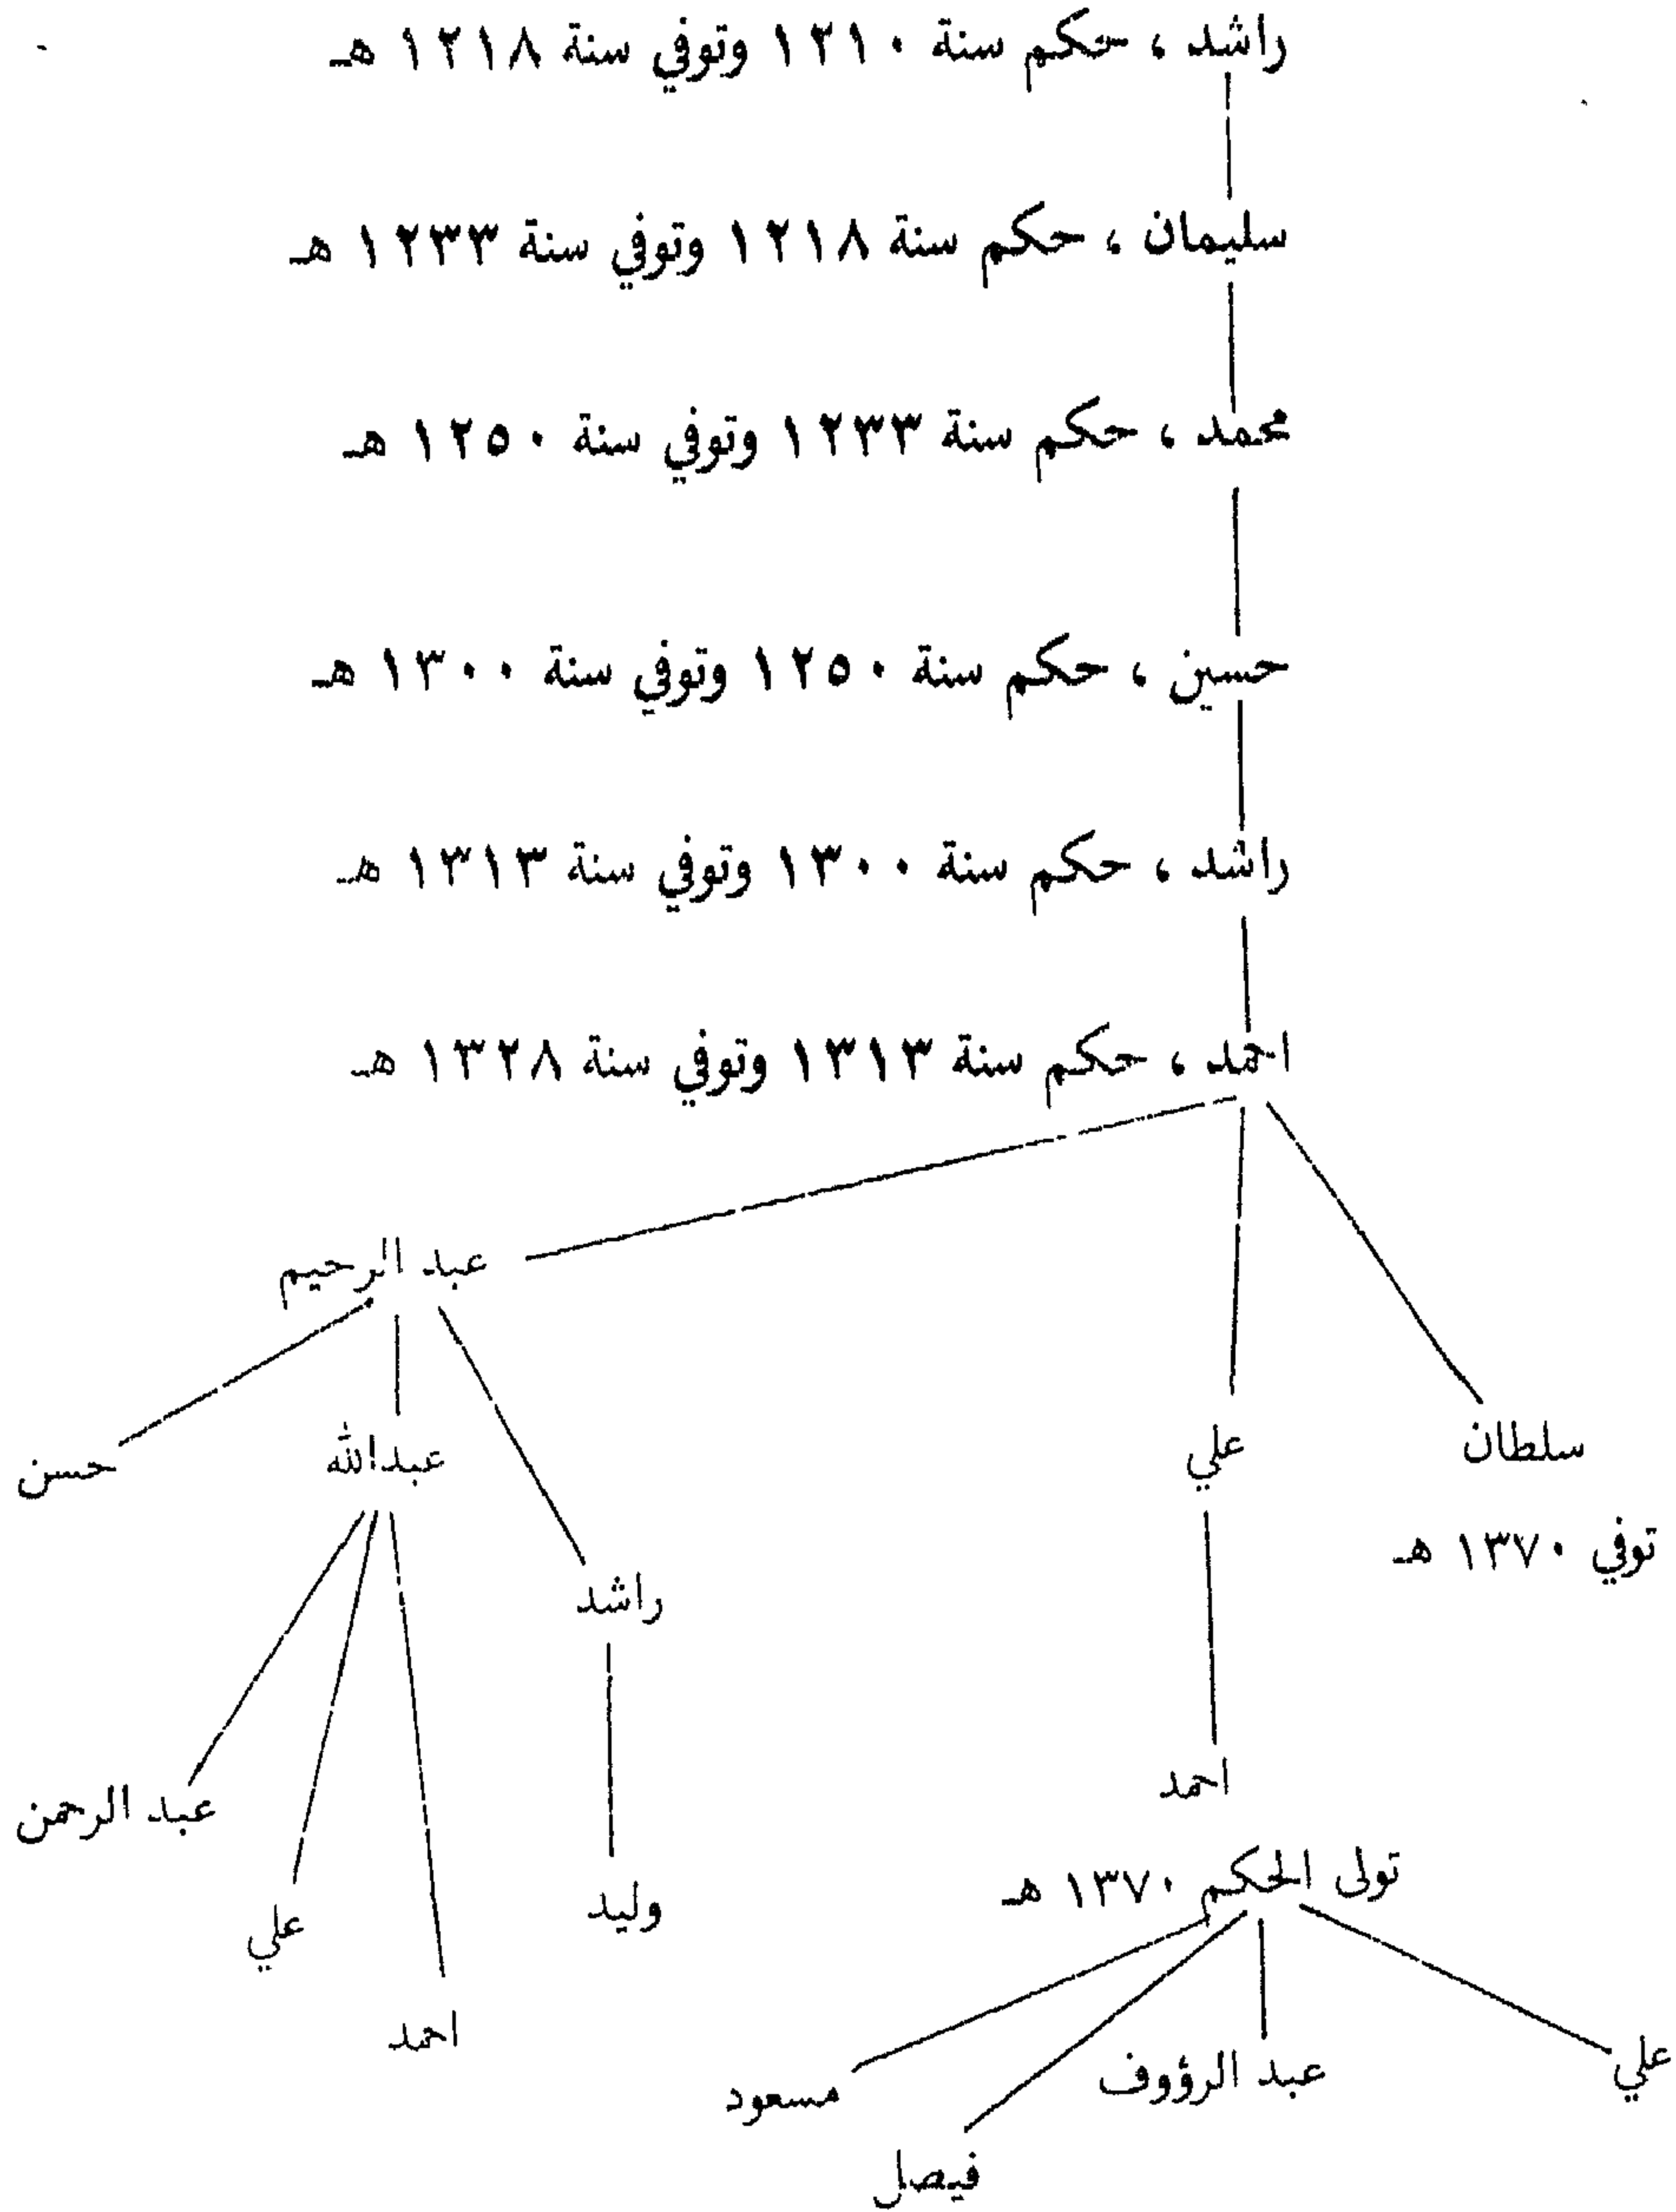 راشد ، حكم سنة ١٢١٠ وتوفي سنة ١٢١٨ هـ
سليمان ، حكم سنة ١٢١٨ وتوفي سنة ١٢٣٣ هـ
محمد ، حكم سنة ١٢٣٣ وتوفي سنة ١٢٥٠ هـ
حسين ، حكم سنة ١٢٥٠ وتوفي سنة ١٣٠٠ هـ
راشد ، حكم سنة ١٣٠٠ وتوفي سنة ١٣١٣ هـ
احمد ، حكم سنة ١٣١٣ وتوفي سنة ١٣٢٨ هـ
عبد الرحيم
سلطان
علي
عبدالله
حسن
توفي ١٣٧٠ هـ
راشد
احمد
عبد الرحمن
تولى الحكم ١٣٧٠ هـ
وليد
علي
احمد
علي
عبد الرؤوف
مسعود
فيصل